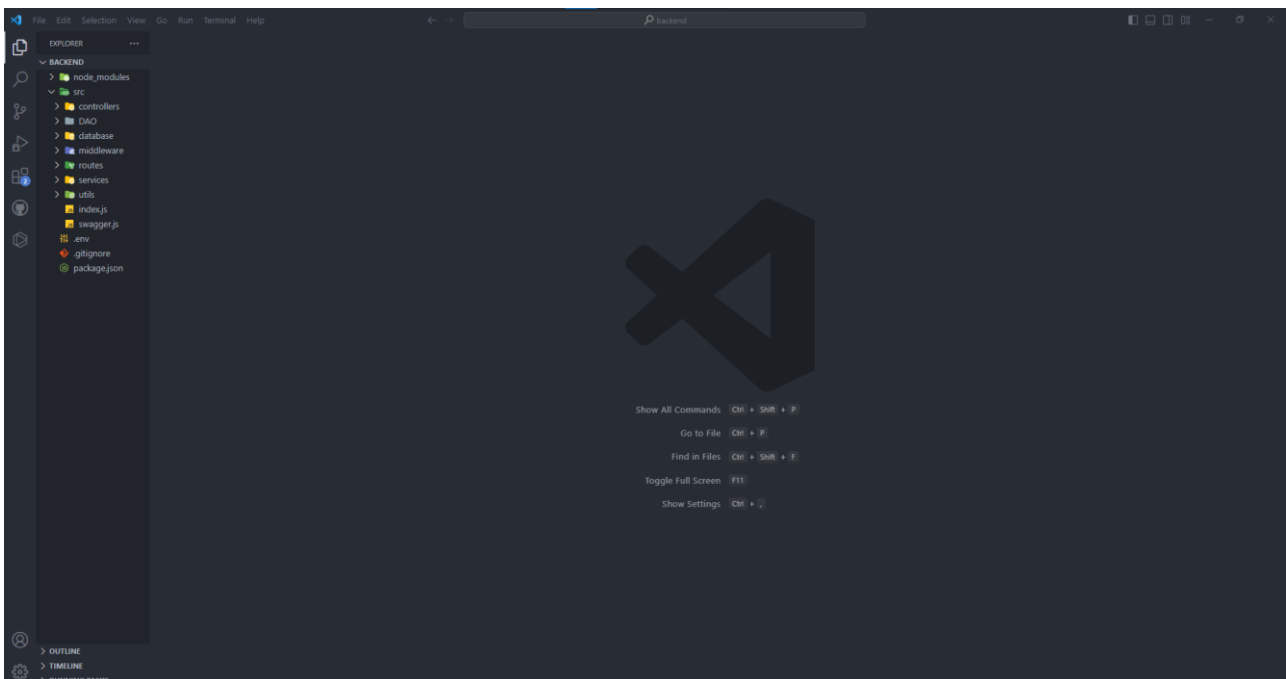 File Edit Selection View Go Run Terminal Help
backend
EXPLORER
BACKEND
node_modules
src
controllers
DAO
database
middleware
routes
services
utils
index.js
swagger.js
.env
.gitignore
package.json
2
Show All Commands Ctrl + Shift + P
Go to File Ctrl + P
Find in Files Ctrl + Shift + F
Toggle Full Screen F11
Show Settings Ctrl + ,
OUTLINE
TIMELINE